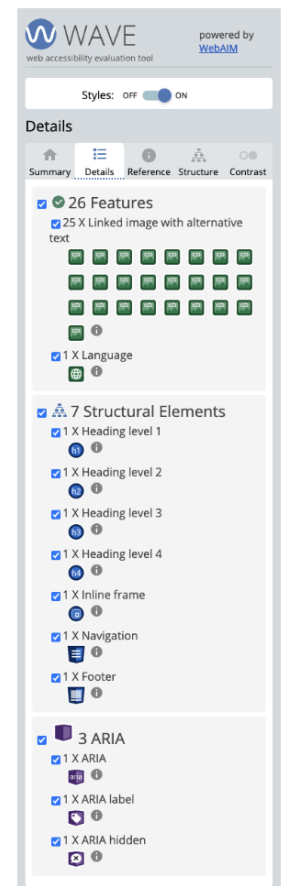 WAVE
powered by
WebAIM
web accessibility evaluation tool
Styles: OFF ON
Details
Summary Details Reference Structure Contrast
26 Features
25 X Linked image with alternative
text
1 X Language
7 Structural Elements
1 X Heading level 1
h1
1 X Heading level 2
h2
1 X Heading level 3
h3
1 X Heading level 4
h4
1 X Inline frame
1 X Navigation
1 X Footer
3 ARIA
1 X ARIA
aria
1 X ARIA label
1 X ARIA hidden